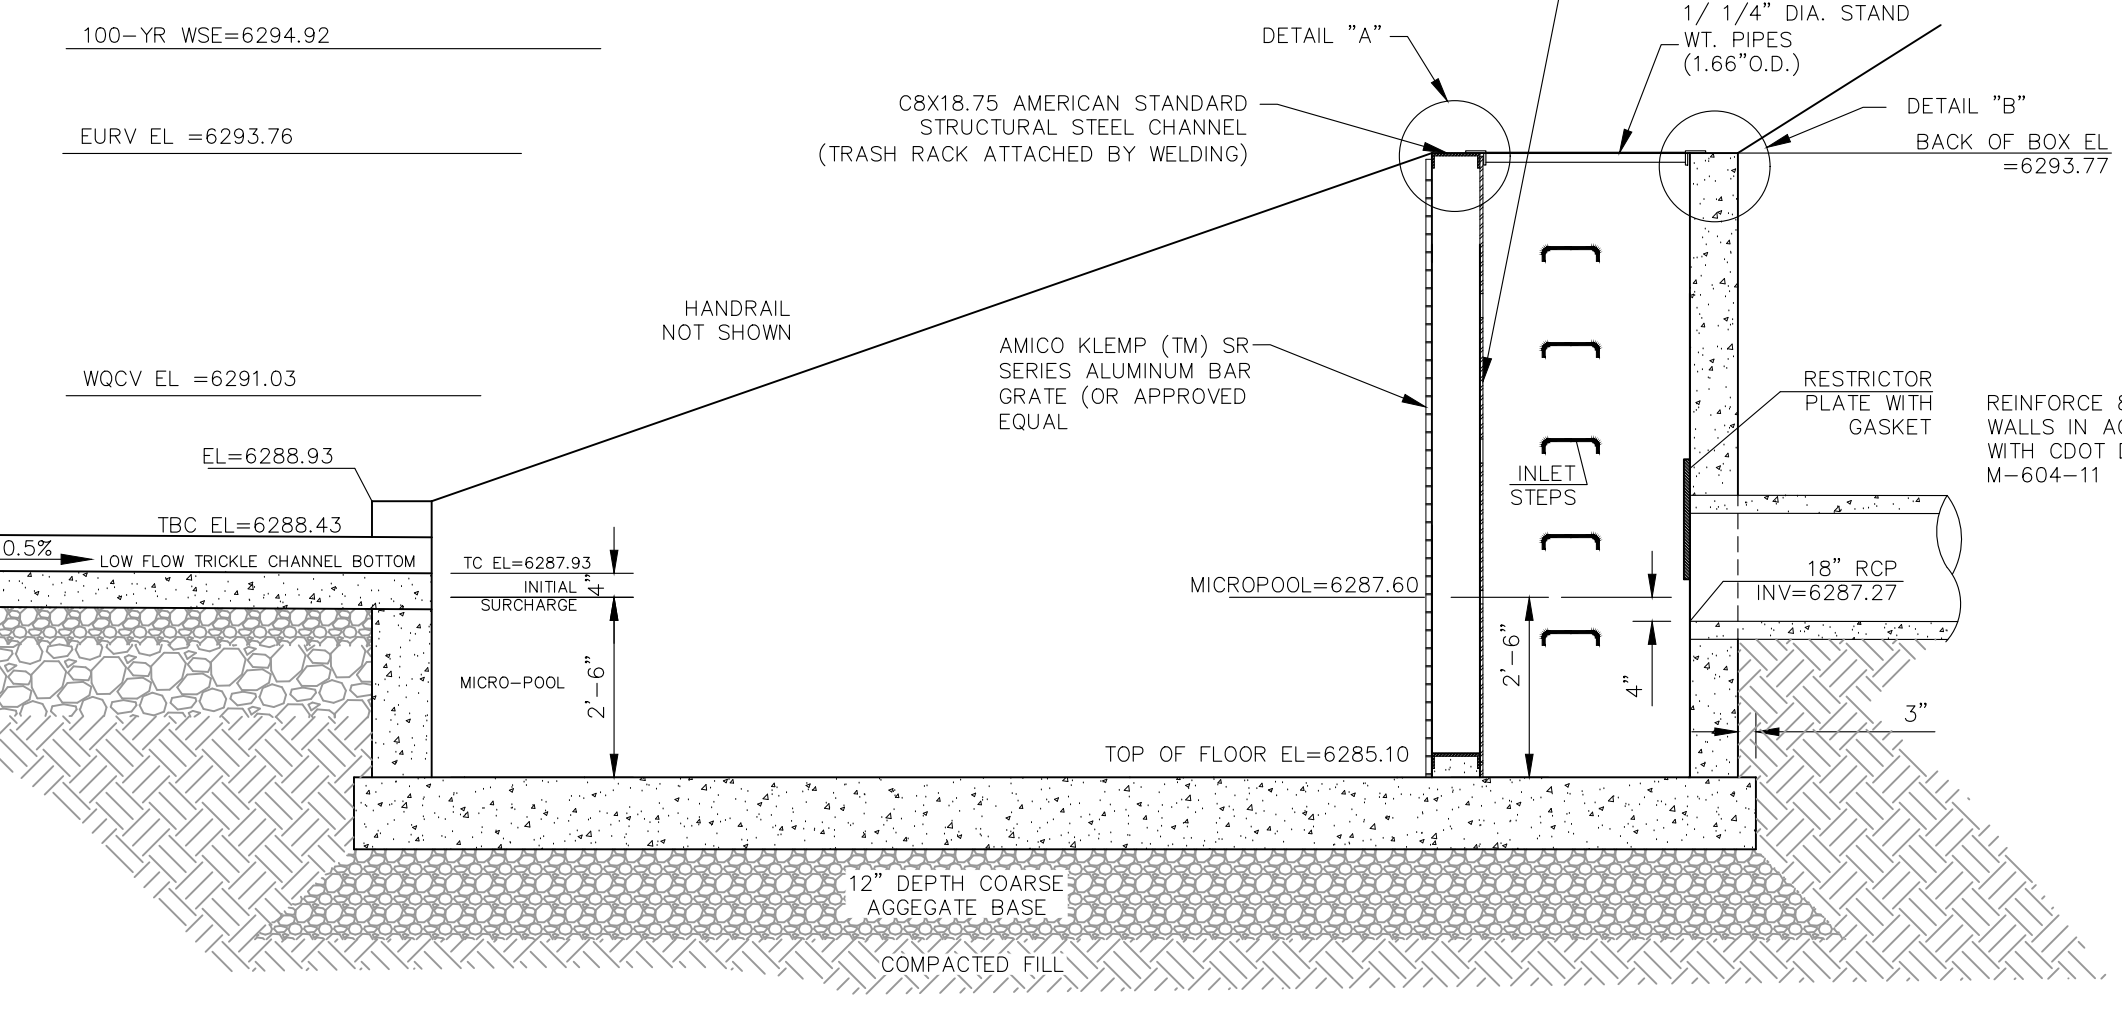 100-YR WSE=6294.92
EURV EL =6293.76
WQCV EL =6291.03
EL=6288.93
TBC EL=6288.43
0.5%
LOW FLOW TRICKLE CHANNEL BOTTOM
TC EL=6287.93
INITIAL
SURCHARGE
4"
MICRO-POOL
2'-6"
HANDRAIL
NOT SHOWN
DETAIL "A"
C8X18.75 AMERICAN STANDARD
STRUCTURAL STEEL CHANNEL
(TRASH RACK ATTACHED BY WELDING)
1/ 1/4" DIA. STAND
WT. PIPES
(1.66"O.D.)
DETAIL "B"
BACK OF BOX EL
=6293.77
AMICO KLEMP (TM) SR
SERIES ALUMINUM BAR
GRATE (OR APPROVED
EQUAL
INLET
STEPS
RESTRICTOR
PLATE WITH
GASKET
REINFORCE &
WALLS IN AC
WITH CDOT D
M-604-11
MICROPOOL=6287.60
18" RCP
INV=6287.27
2'-6"
4"
3"
TOP OF FLOOR EL=6285.10
12" DEPTH COARSE
AGGEGATE BASE
COMPACTED FILL